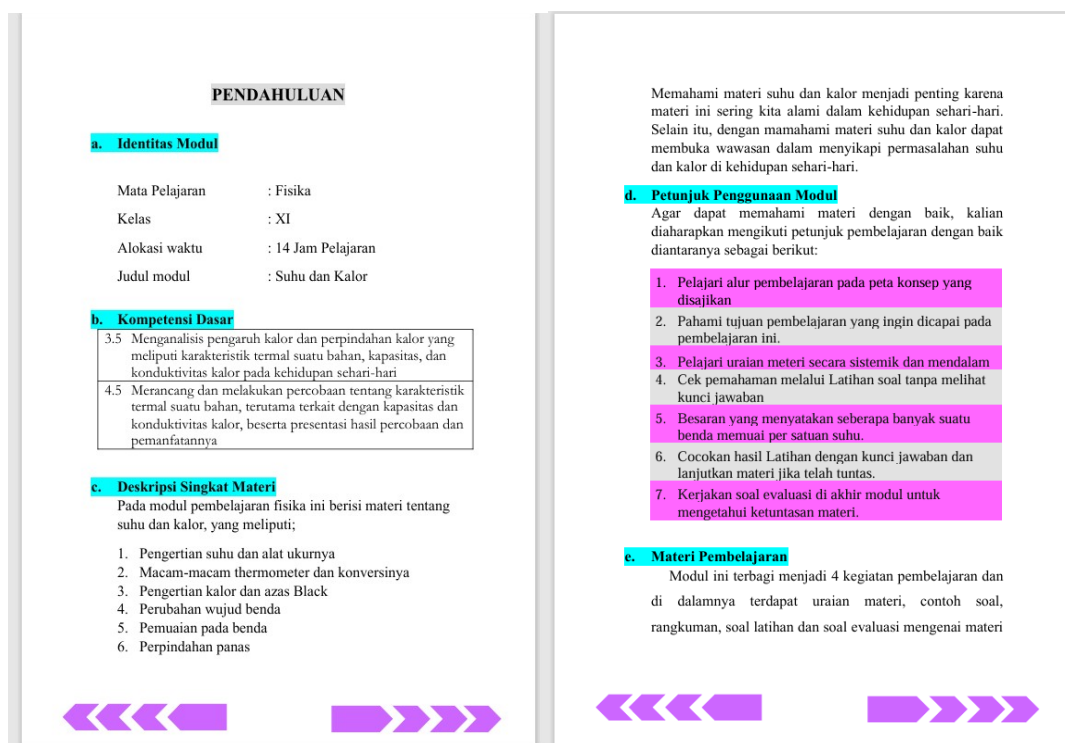 PENDAHULUAN
a. Identitas Modul
Mata Pelajaran : Fisika
Kelas : XI
Alokasi waktu : 14 Jam Pelajaran
Judul modul : Suhu dan Kalor
b. Kompetensi Dasar
3.5 Menganalisis pengaruh kalor dan perpindahan kalor yang
meliputi karakteristik termal suatu bahan, kapasitas, dan
konduktivitas kalor pada kehidupan sehari-hari
4.5 Merancang dan melakukan percobaan tentang karakteristik
termal suatu bahan, terutama terkait dengan kapasitas dan
konduktivitas kalor, beserta presentasi hasil percobaan dan
pemanfatannya
c. Deskripsi Singkat Materi
Pada modul pembelajaran fisika ini berisi materi tentang
suhu dan kalor, yang meliputi;
1. Pengertian suhu dan alat ukurnya
2. Macam-macam thermometer dan konversinya
3. Pengertian kalor dan azas Black
4. Perubahan wujud benda
5. Pemuaian pada benda
6. Perpindahan panas
Memahami materi suhu dan kalor menjadi penting karena
materi ini sering kita alami dalam kehidupan sehari-hari.
Selain itu, dengan mamahami materi suhu dan kalor dapat
membuka wawasan dalam menyikapi permasalahan suhu
dan kalor di kehidupan sehari-hari.
d. Petunjuk Penggunaan Modul
Agar dapat memahami materi dengan baik, kalian
diaharapkan mengikuti petunjuk pembelajaran dengan baik
diantaranya sebagai berikut:
1. Pelajari alur pembelajaran pada peta konsep yang
disajikan
2. Pahami tujuan pembelajaran yang ingin dicapai pada
pembelajaran ini.
3. Pelajari uraian meteri secara sistemik dan mendalam
4. Cek pemahaman melalui Latihan soal tanpa melihat
kunci jawaban
5. Besaran yang menyatakan seberapa banyak suatu
benda memuai per satuan suhu.
6. Cocokan hasil Latihan dengan kunci jawaban dan
lanjutkan materi jika telah tuntas.
7. Kerjakan soal evaluasi di akhir modul untuk
mengetahui ketuntasan materi.
e. Materi Pembelajaran
Modul ini terbagi menjadi 4 kegiatan pembelajaran dan
di dalamnya terdapat uraian materi, contoh soal,
rangkuman, soal latihan dan soal evaluasi mengenai materi